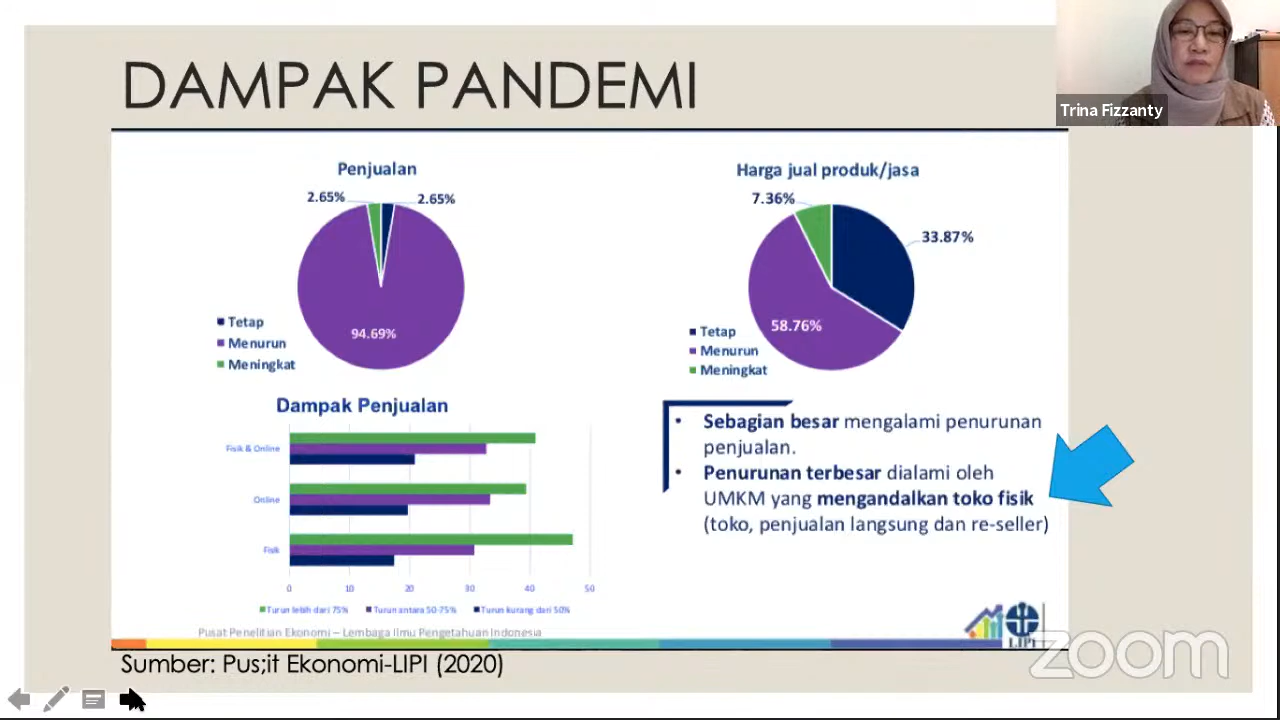 DAMPAK PANDEMI
Trina Fizzanty
Penjualan
2.65%
2.65%
94.69%
Tetap
Menurun
Meningkat
Harga jual produk/jasa
7.36%
33.87%
58.76%
Tetap
Menurun
Meningkat
Dampak Penjualan
Fisik & Online
Online
Fisik
0 10 20 30 40 50
Turun lebih dari 75% Turun antara 50-75% Turun kurang dari 50%
• Sebagian besar mengalami penurunan
penjualan.
• Penurunan terbesar dialami oleh
UMKM yang mengandalkan toko fisik
(toko, penjualan langsung dan re-seller)
Pusat Penelitian Ekonomi – Lembaga Ilmu Pengetahuan Indonesia
LIPI
Sumber: Pus;it Ekonomi-LIPI (2020)
zoom